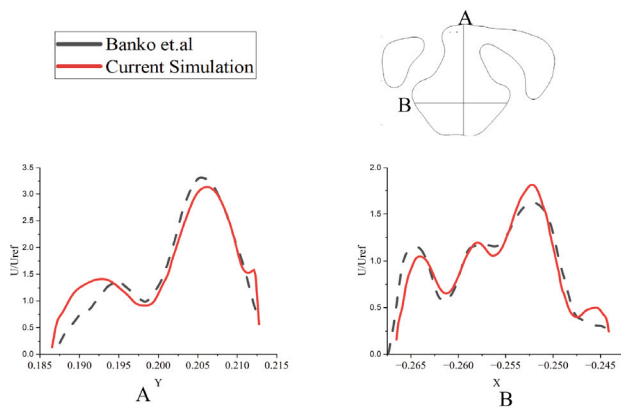 Banko et.al
Current Simulation
A
B
3.5
3.0
2.5
2.0
1.5
1.0
0.5
0.0
U/Uref
0.185 0.190 0.195 0.200 0.205 0.210 0.215
Y
A
2.0
1.5
1.0
0.5
0.0
U/Uref
−0.265 −0.260 −0.255 −0.250 −0.245
X
B